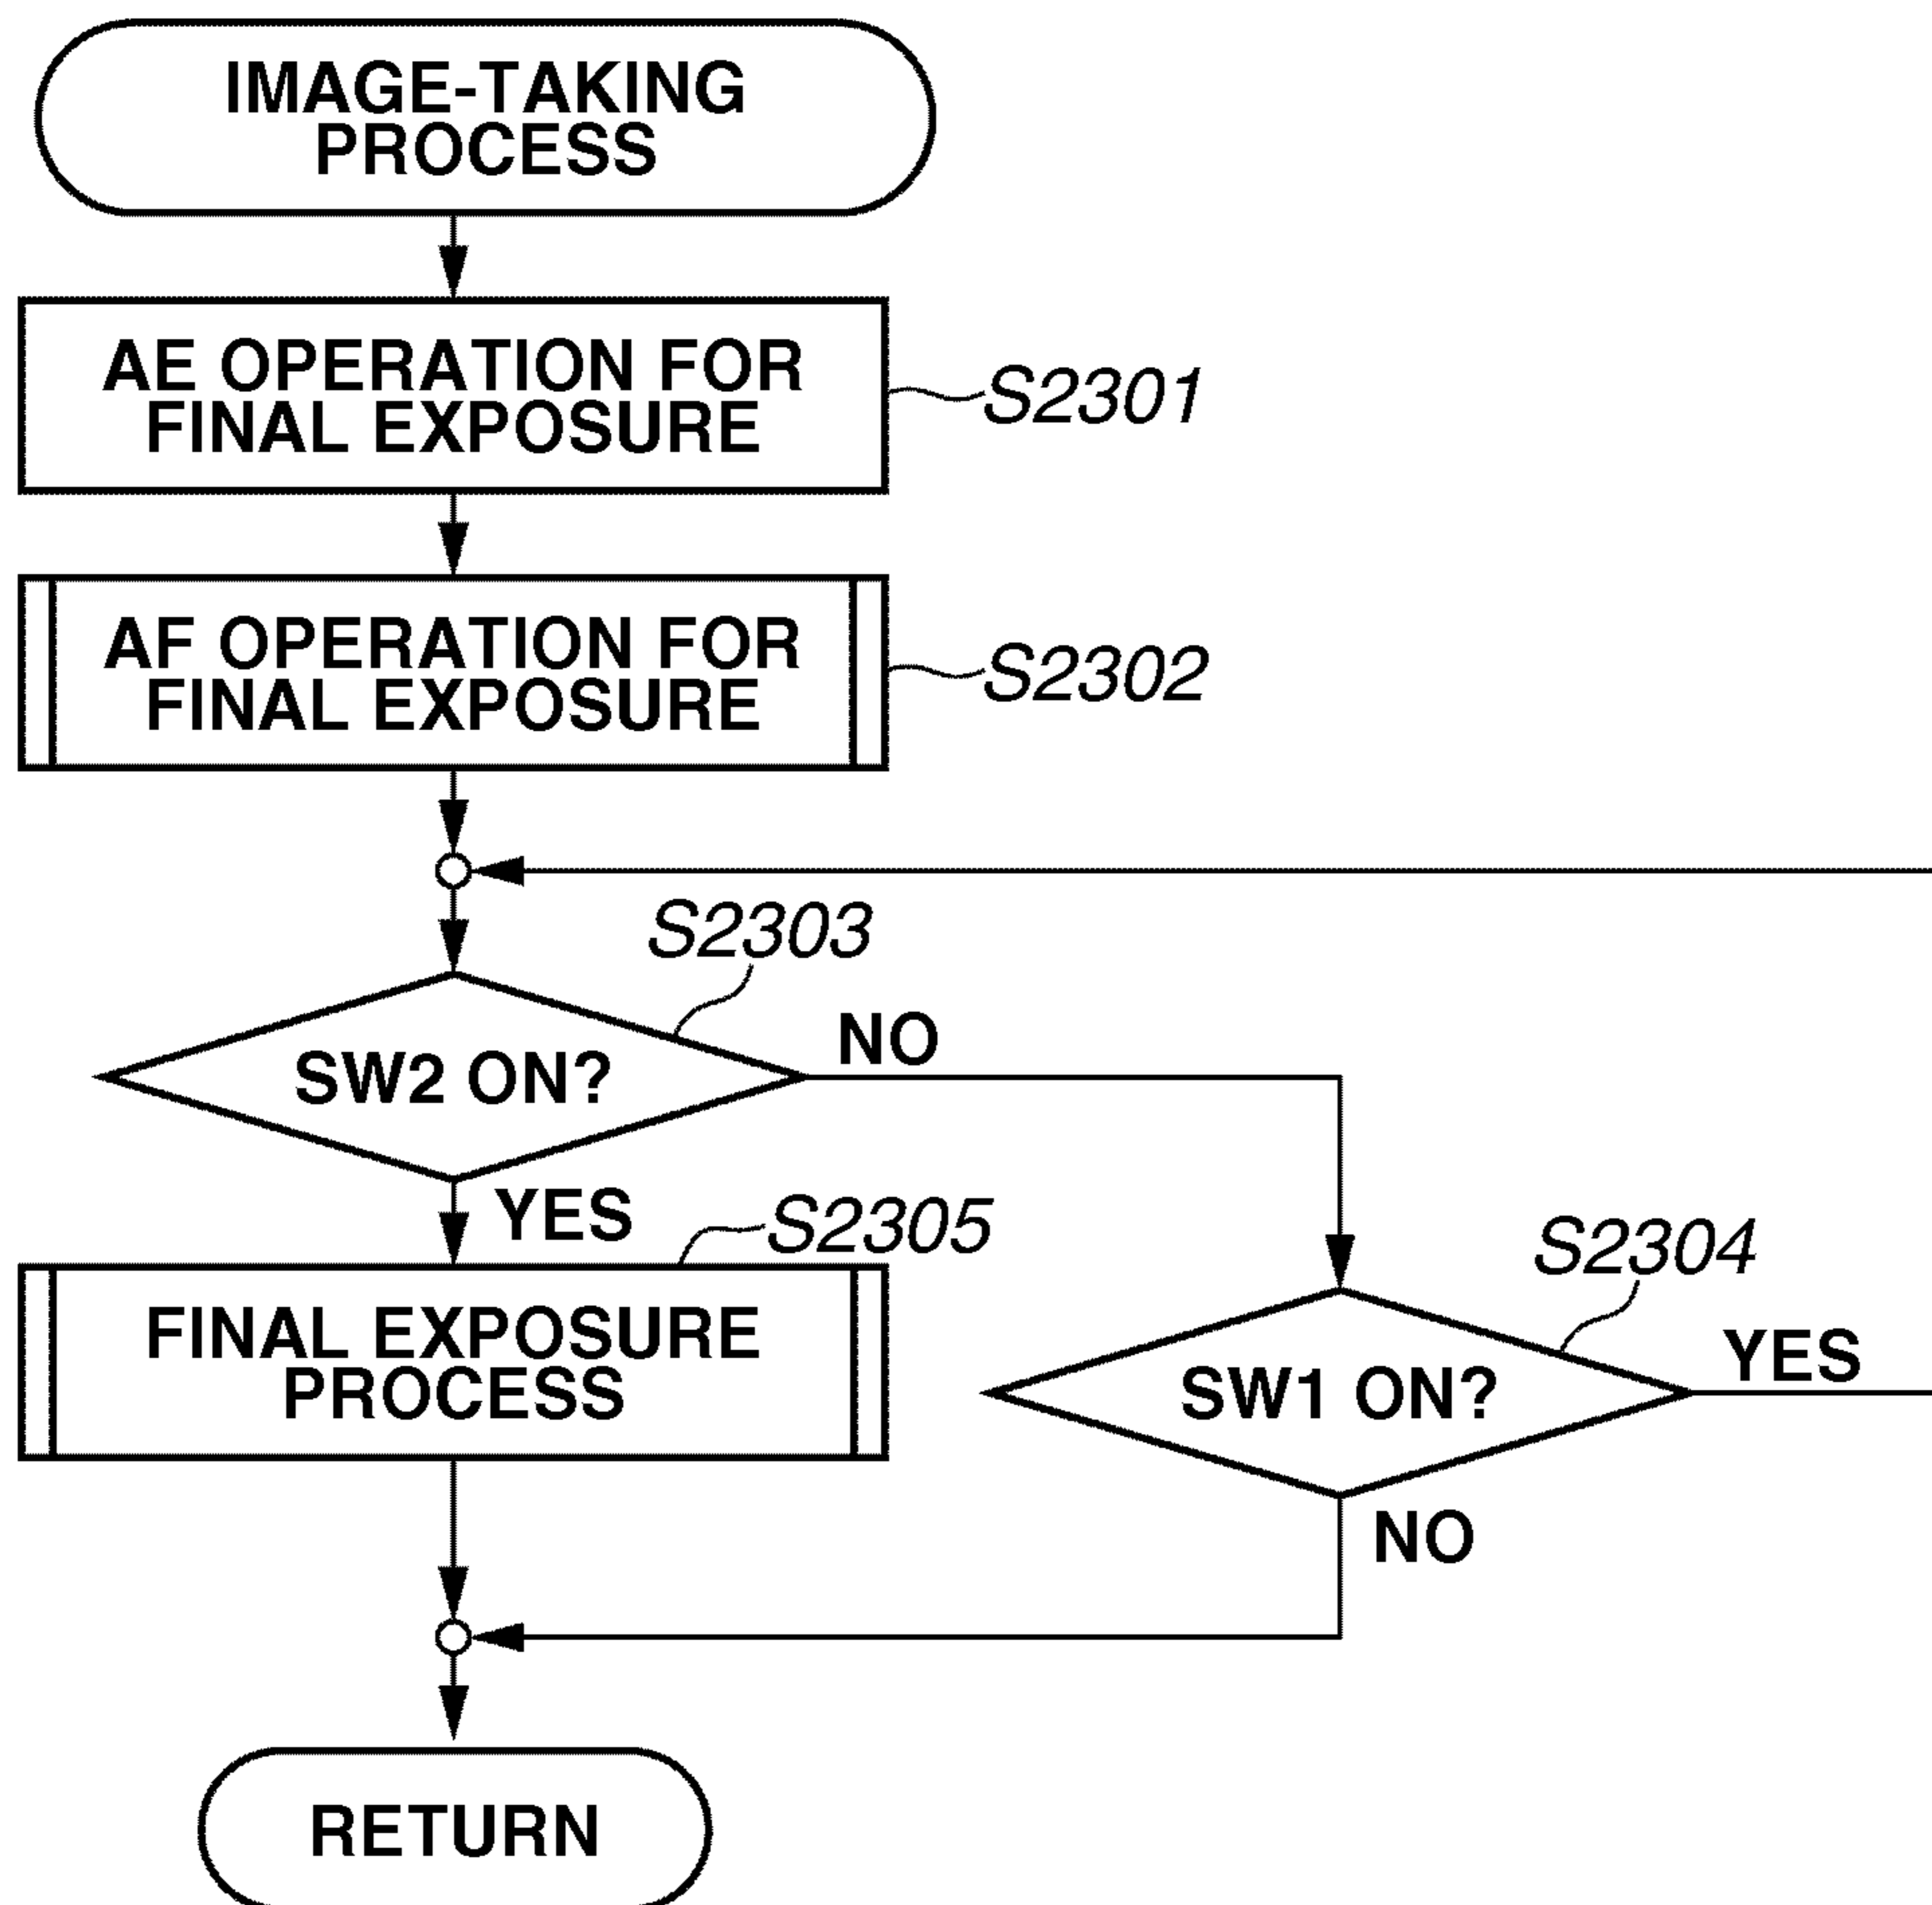 IMAGE-TAKING
PROCESS
AE OPERATION FOR
FINAL EXPOSURE
S2301
AF OPERATION FOR
FINAL EXPOSURE
S2302
S2303
SW2 ON?
NO
YES
S2305
FINAL EXPOSURE
PROCESS
S2304
SW1 ON?
YES
NO
RETURN